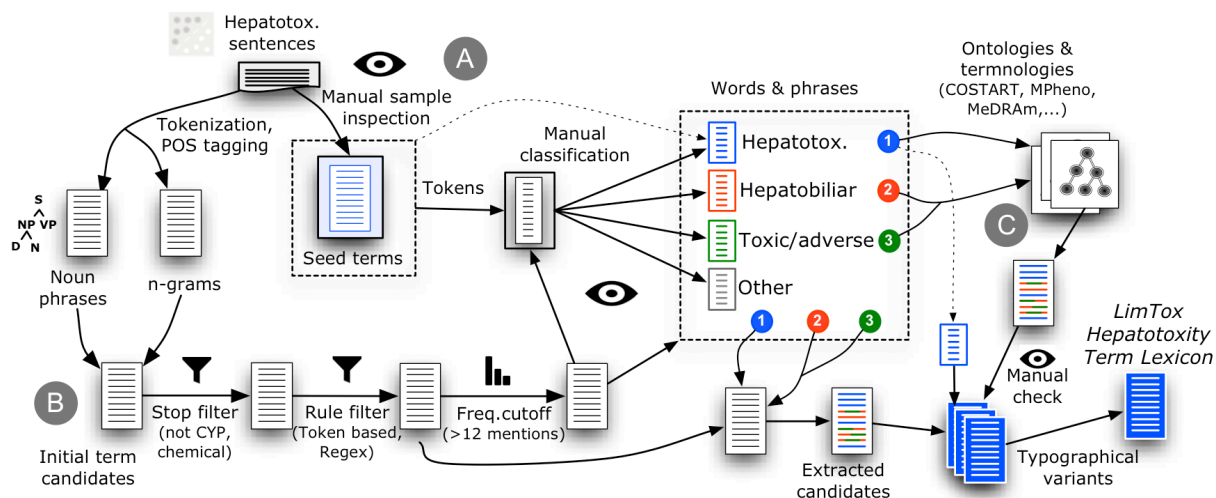 Hepatotox.
sentences
A
Manual sample
inspection
Tokenization,
POS tagging
Seed terms
Tokens
Manual
classification
Words & phrases
Hepatotox.
1
Hepatobiliar
2
Toxic/adverse
3
Other
1
2
3
Ontologies &
termnologies
(COSTART, MPheno,
MeDRAm,...)
C
S
NP VP
D N
Noun
phrases
n-grams
B
Initial term
candidates
Stop filter
(not CYP,
chemical)
Rule filter
(Token based,
Regex)
Freq.cutoff
(>12 mentions)
Extracted
candidates
Manual
check
Typographical
variants
LimTox
Hepatotoxity
Term Lexicon